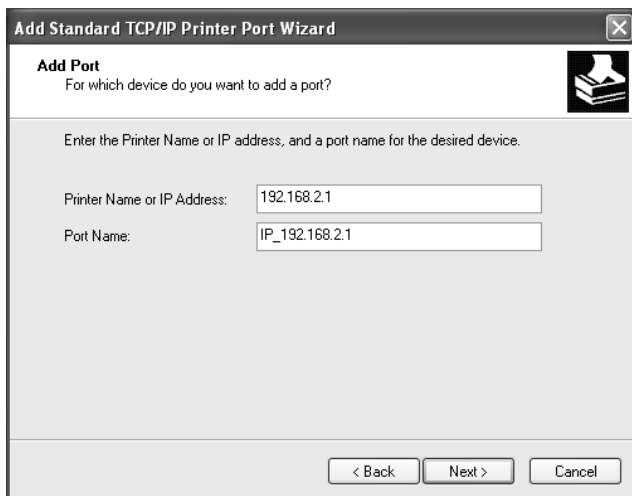 Add Standard TCP/IP Printer Port Wizard
Add Port
For which device do you want to add a port?
Enter the Printer Name or IP address, and a port name for the desired device.
Printer Name or IP Address: 192.168.2.1
Port Name: IP_192.168.2.1
< Back Next > Cancel